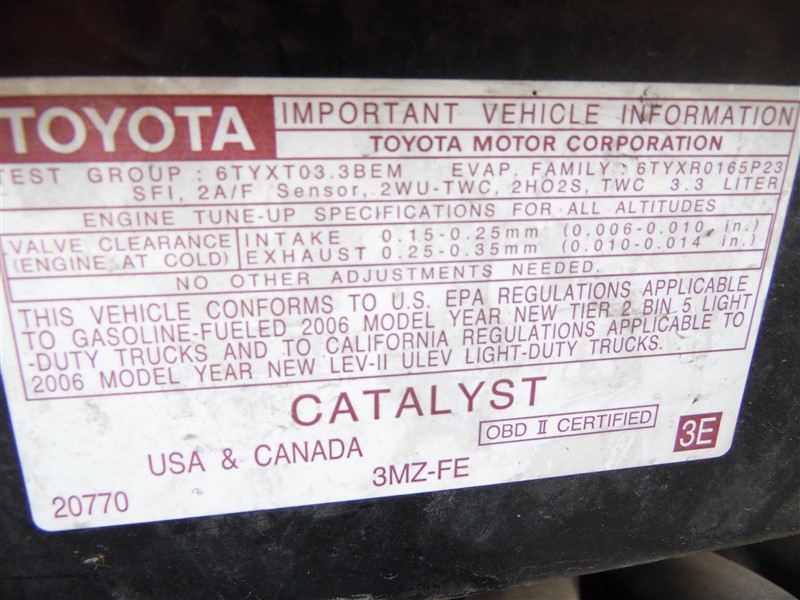 TOYOTA IMPORTANT VEHICLE INFORMATION
TOYOTA MOTOR CORPORATION
EST GROUP : 6TYXT03.3BEM EVAP. FAMILY : 6TYXR0165P23
SFI, 2A/F Sensor, 2WU-TWC, 2HO2S, TWC 3.3 LITER
ENGINE TUNE-UP SPECIFICATIONS FOR ALL ALTITUDES
VALVE CLEARANCE INTAKE 0.15-0.25mm (0.006-0.010 in.)
(ENGINE AT COLD) EXHAUST 0.25-0.35mm (0.010-0.014 in.)
NO OTHER ADJUSTMENTS NEEDED.
THIS VEHICLE CONFORMS TO U.S. EPA REGULATIONS APPLICABLE
TO GASOLINE-FUELED 2006 MODEL YEAR NEW TIER 2 BIN 5 LIGHT
-DUTY TRUCKS AND TO CALIFORNIA REGULATIONS APPLICABLE TO
2006 MODEL YEAR NEW LEV-II ULEV LIGHT-DUTY TRUCKS.
CATALYST
OBD II CERTIFIED 3E
USA & CANADA
3MZ-FE
20770